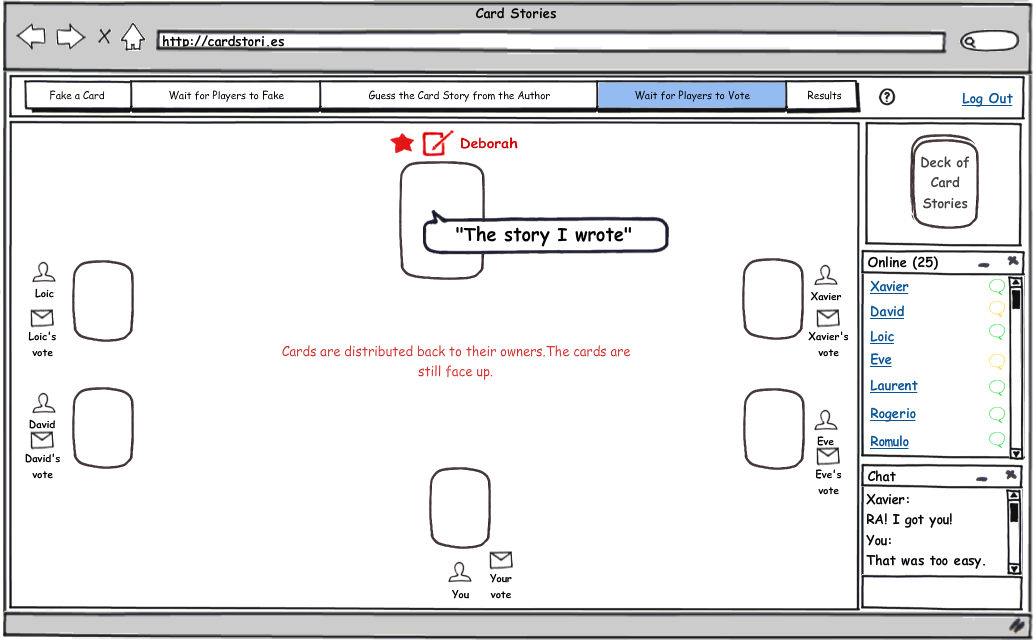 Card Stories
http://cardstori.es
Fake a Card
Wait for Players to Fake
Guess the Card Story from the Author
Wait for Players to Vote
Results
?
Log Out
Deborah
"The story I wrote"
Deck of
Card
Stories
Loic
Loic's
vote
Xavier
Xavier's
vote
Cards are distributed back to their owners.The cards are
still face up.
David
David's
vote
Eve
Eve's
vote
You
Your
vote
Online (25)
Xavier
David
Loic
Eve
Laurent
Rogerio
Romulo
Chat
Xavier:
RA! I got you!
You:
That was too easy.